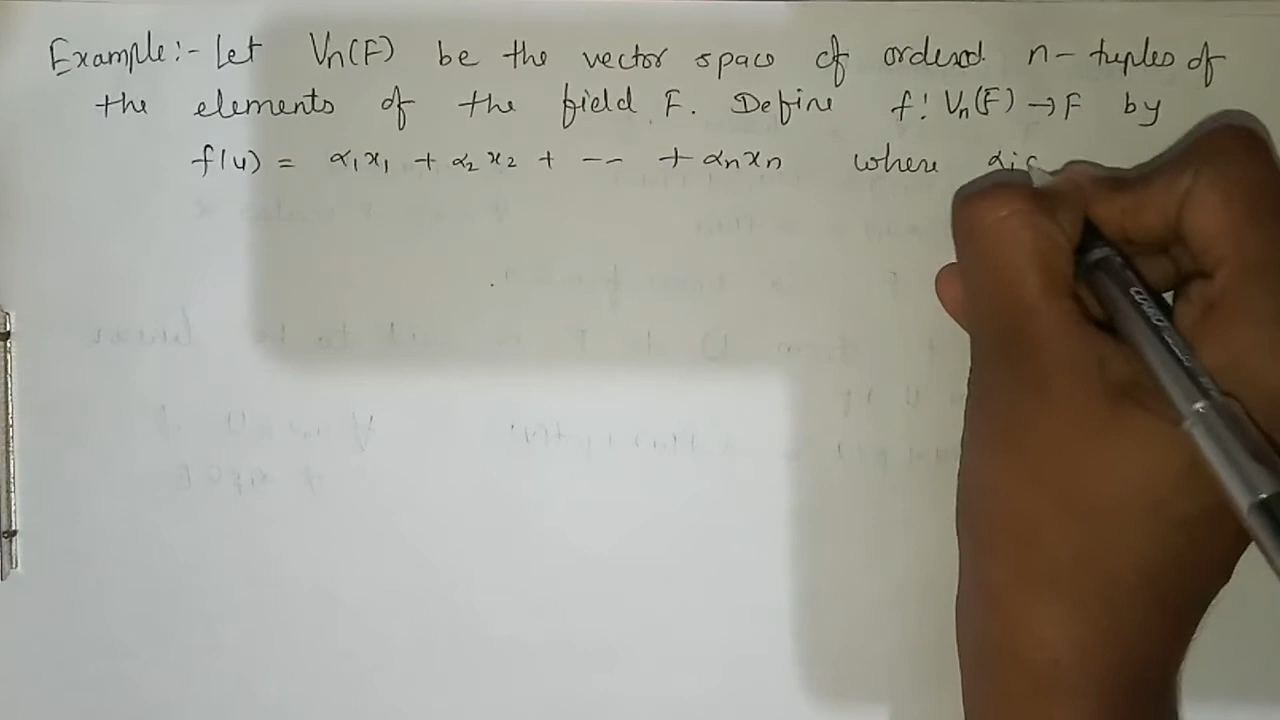 Example:- Let Vn(F) be the vector space of ordered n-tuples of
the elements of the field F. Define f: Vn(F) → F by
f(u) = α₁x₁ + α₂x₂ + -- + αnxn where